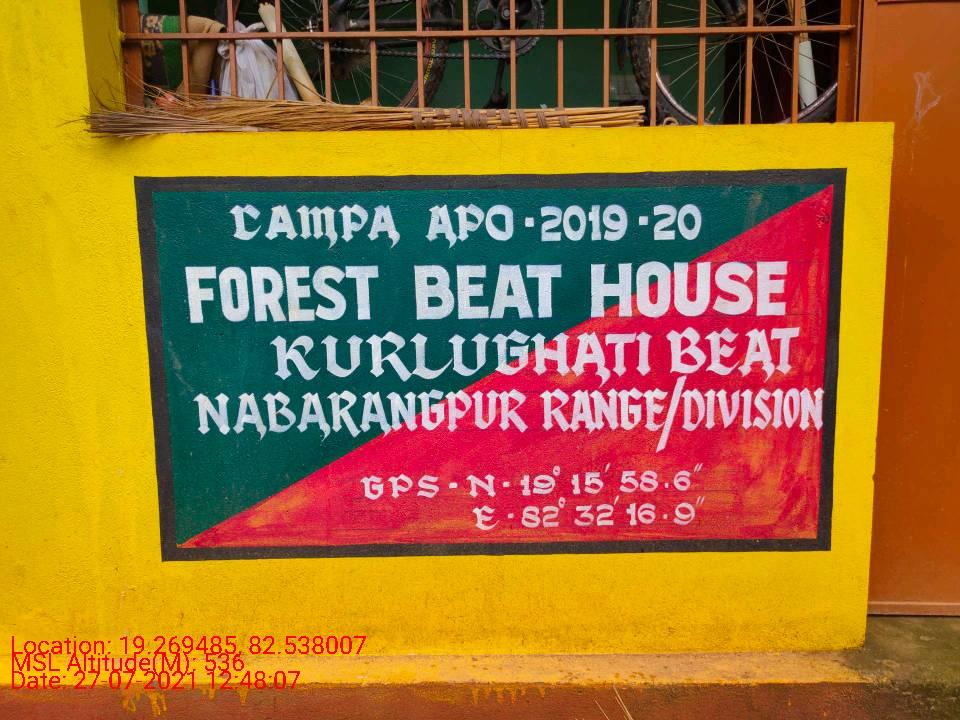 CAMPA APO-2019-20
FOREST BEAT HOUSE
KURLUGHATI BEAT
NABARANGPUR RANGE/DIVISION
GPS-N-19° 15' 58.6"
E-82° 32' 16.9"
Location: 19.269485, 82.538007
MSL Altitude(M): 536
Date: 27-07-2021 12:48:07